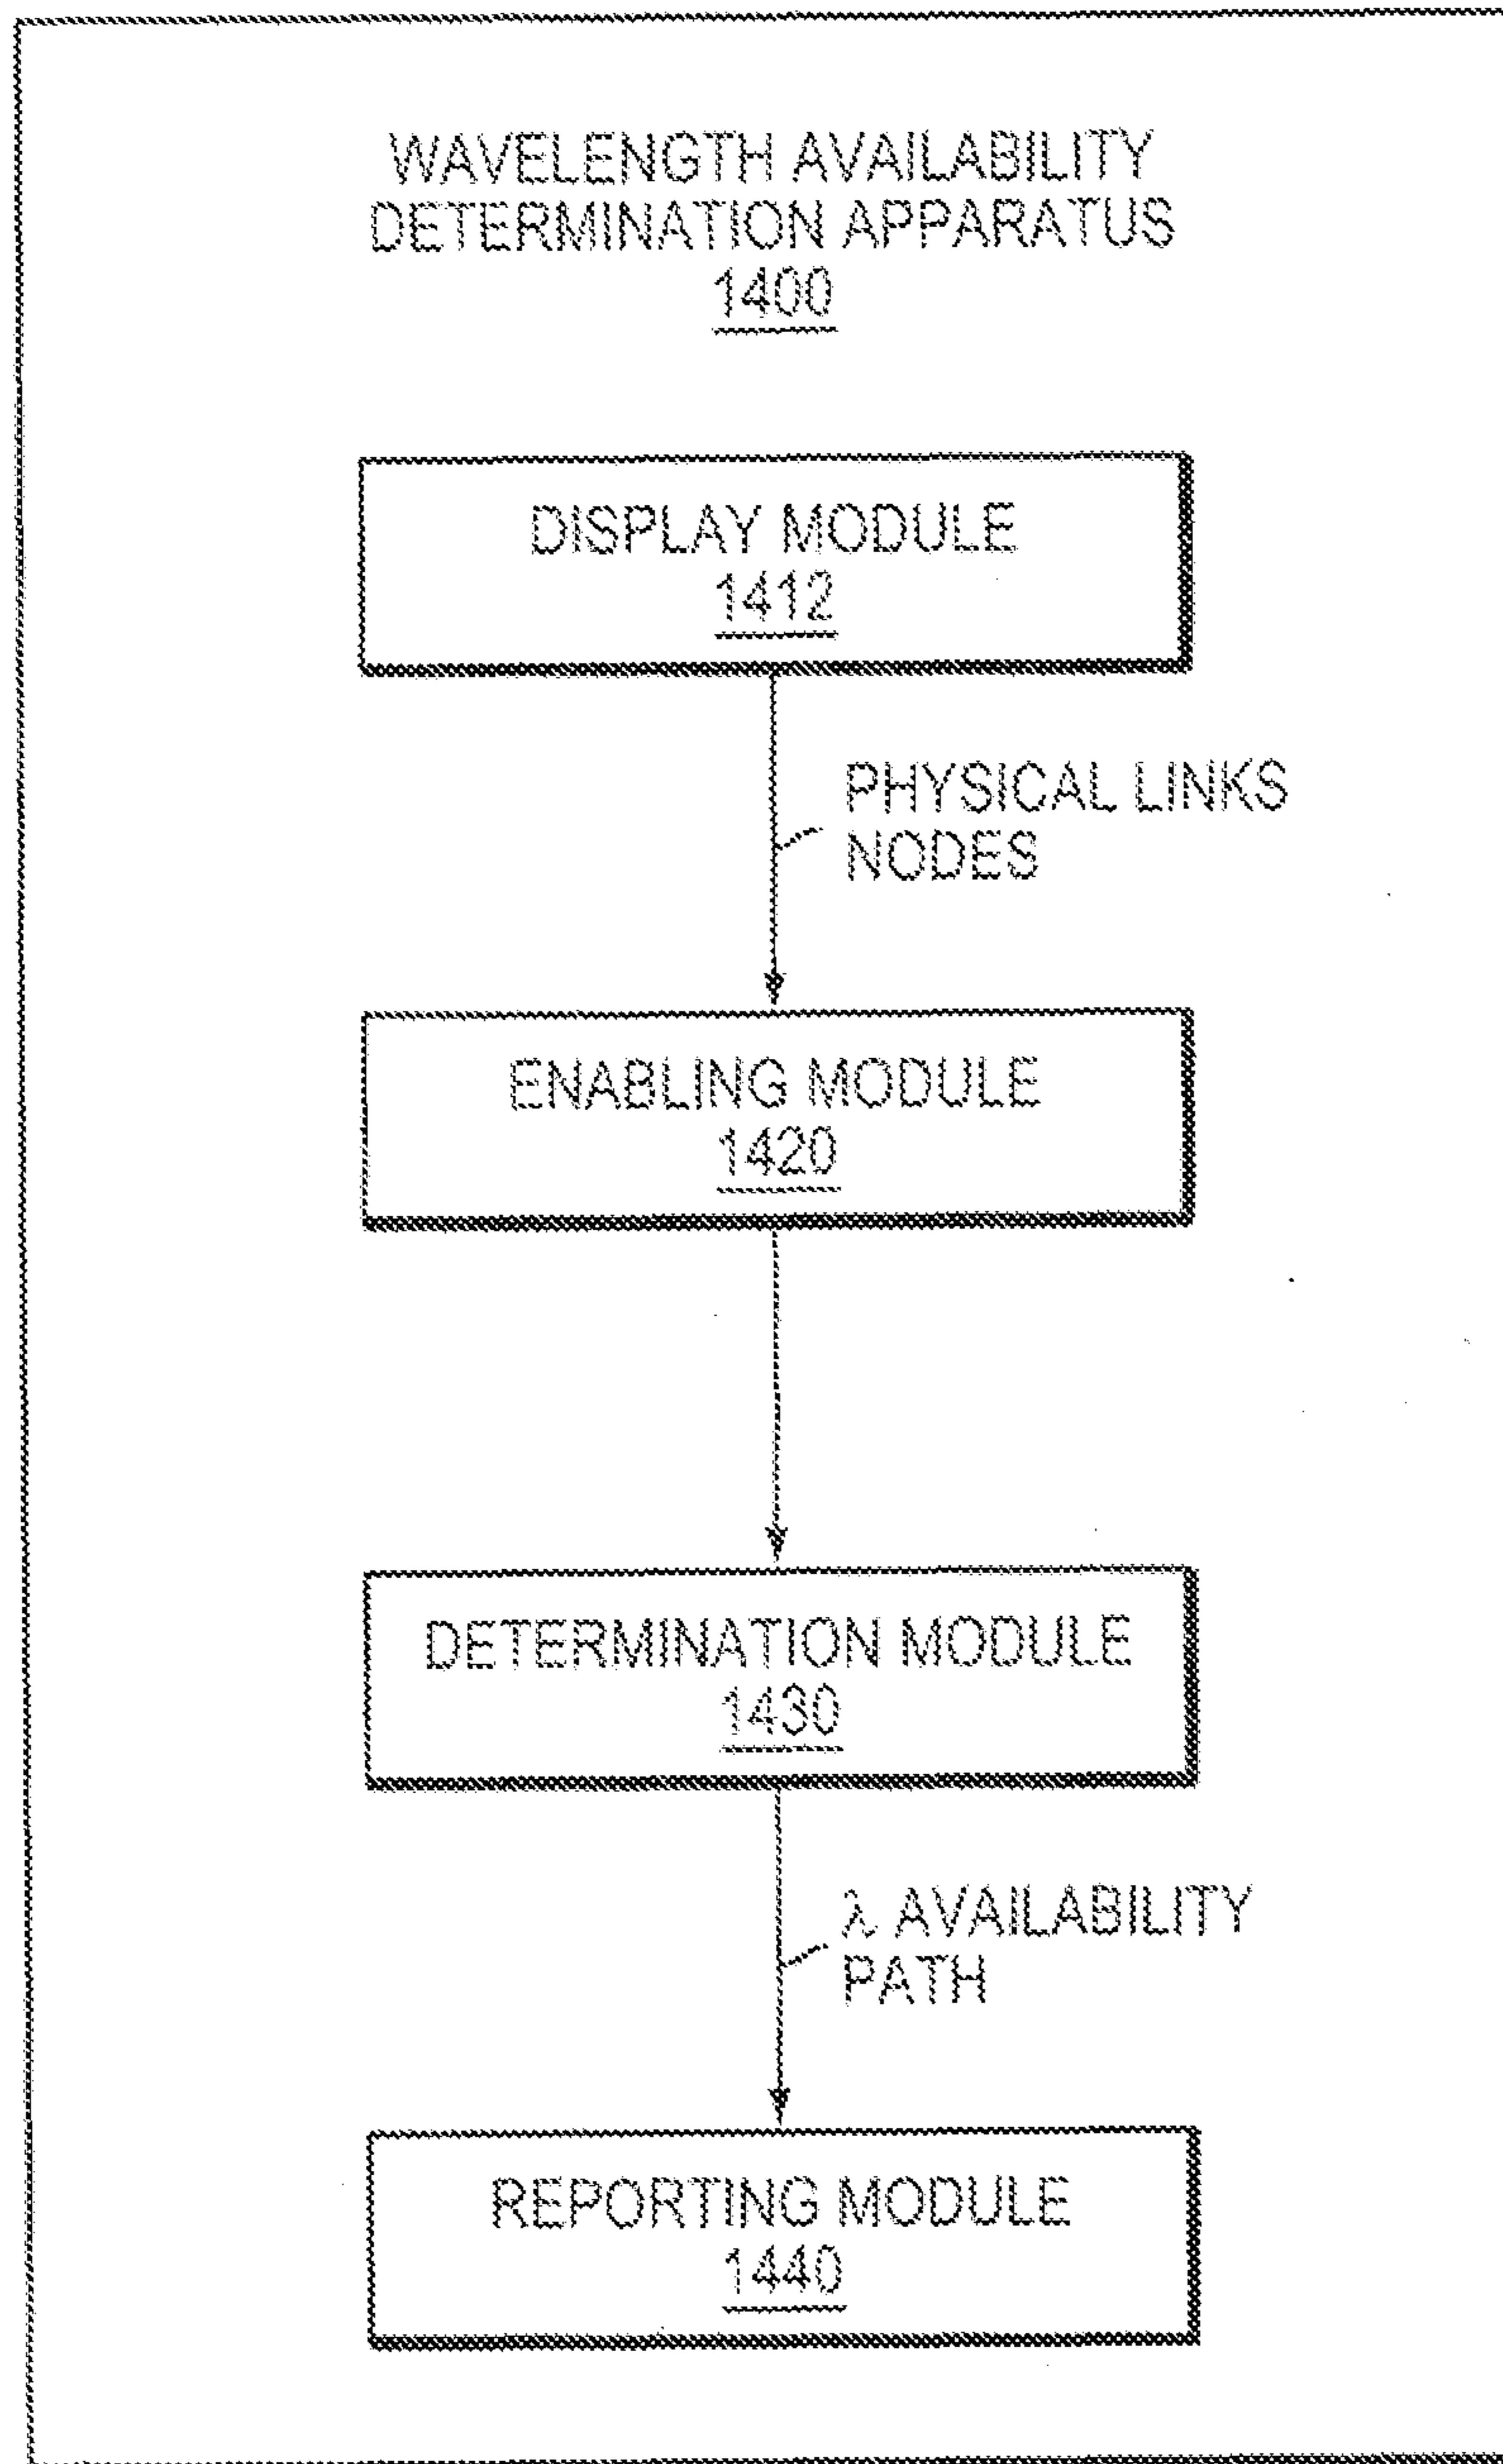 WAVELENGTH AVAILABILITY
DETERMINATION APPARATUS
1400
DISPLAY MODULE
1412
PHYSICAL LINKS
NODES
ENABLING MODULE
1420
DETERMINATION MODULE
1430
λ AVAILABILITY
PATH
REPORTING MODULE
1440